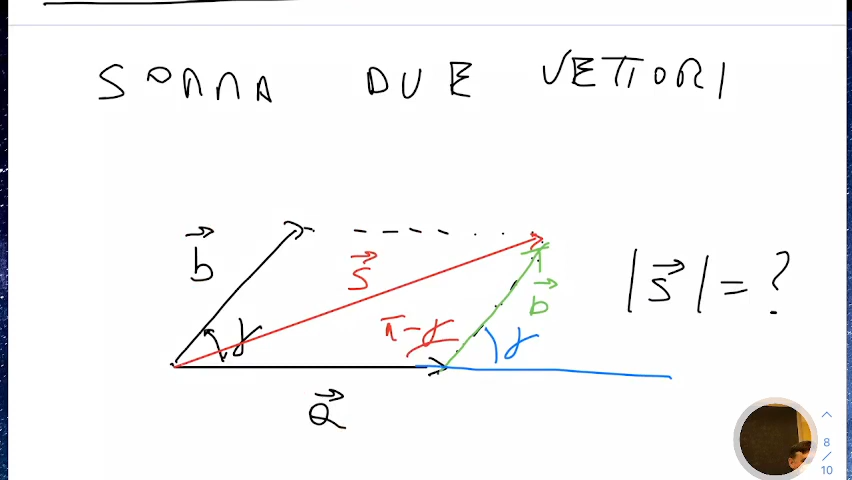 SOMMA DUE VETTORI
b⃗
s⃗
|s⃗| = ?
b⃗
π-γ
γ
γ
a⃗
8
/
10